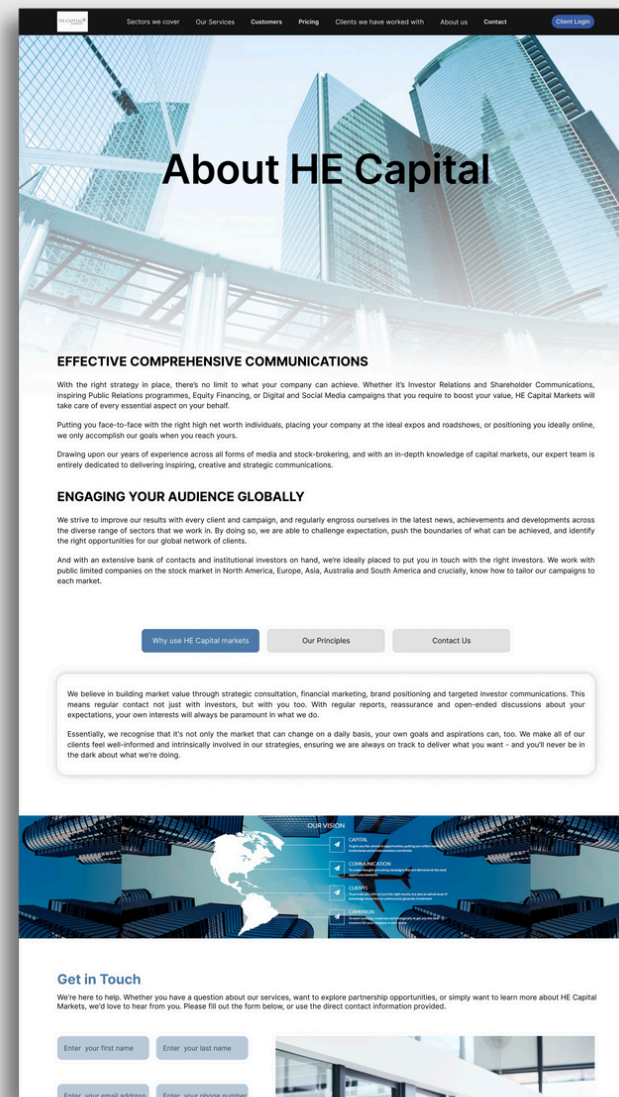 HE CAPITAL
Sectors we cover
Our Services
Customers
Pricing
Clients we have worked with
About us
Contact
Client Login
About HE Capital
EFFECTIVE COMPREHENSIVE COMMUNICATIONS
With the right strategy in place, there's no limit to what your company can achieve. Whether it's Investor Relations and Shareholder Communications,
inspiring Public Relations programmes, Equity Financing, or Digital and Social Media campaigns that you require to boost your value, HE Capital Markets will
take care of every essential aspect on your behalf.
Putting you face-to-face with the right high net worth individuals, placing your company at the ideal expos and roadshows, or positioning you ideally online,
we only accomplish our goals when you reach yours.
Drawing upon our years of experience across all forms of media and stock-brokering, and with an in-depth knowledge of capital markets, our expert team is
entirely dedicated to delivering inspiring, creative and strategic communications.
ENGAGING YOUR AUDIENCE GLOBALLY
We strive to improve our results with every client and campaign, and regularly engross ourselves in the latest news, achievements and developments across
the diverse range of sectors that we work in. By doing so, we are able to challenge expectation, push the boundaries of what can be achieved, and identify
the right opportunities for our global network of clients.
And with an extensive bank of contacts and institutional investors on hand, we're ideally placed to put you in touch with the right investors. We work with
public limited companies on the stock market in North America, Europe, Asia, Australia and South America and crucially, know how to tailor our campaigns to
each market.
Why use HE Capital markets
Our Principles
Contact Us
We believe in building market value through strategic consultation, financial marketing, brand positioning and targeted investor communications. This
means regular contact not just with investors, but with you too. With regular reports, reassurance and open-ended discussions about your
expectations, your own interests will always be paramount in what we do.
Essentially, we recognise that it's not only the market that can change on a daily basis, your own goals and aspirations can, too. We make all of our
clients feel well-informed and intrinsically involved in our strategies, ensuring we are always on track to deliver what you want - and you'll never be in
the dark about what we're doing.
OUR VISION
CAPITAL
COMMUNICATION
CLIENTS
CAMPAIGN
Get in Touch
We're here to help. Whether you have a question about our services, want to explore partnership opportunities, or simply want to learn more about HE Capital
Markets, we'd love to hear from you. Please fill out the form below, or use the direct contact information provided.
Enter your first name
Enter your last name
Enter your email address
Enter your phone number